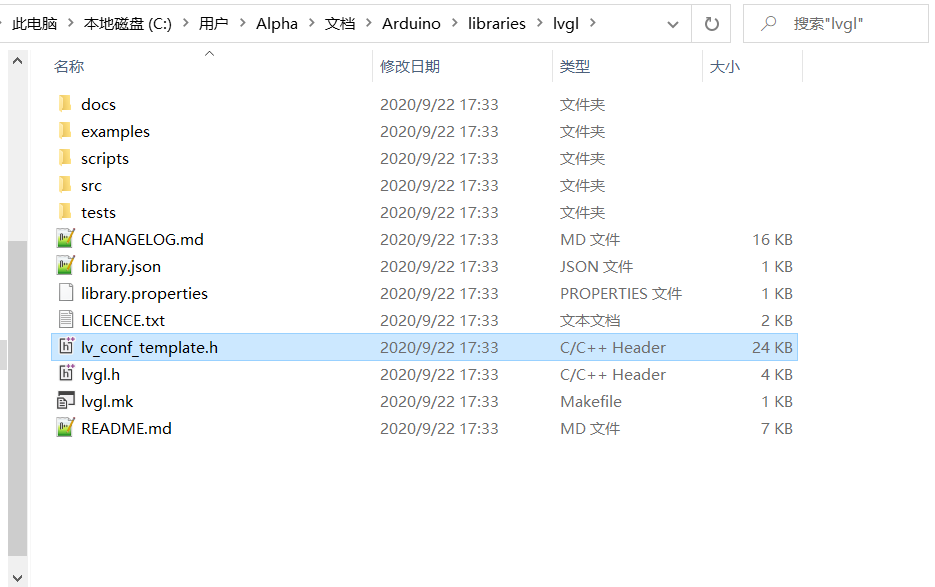 此电脑 > 本地磁盘 (C:) > 用户 > Alpha > 文档 > Arduino > libraries > lvgl > 搜索"lvgl"
名称 修改日期 类型 大小
docs 2020/9/22 17:33 文件夹
examples 2020/9/22 17:33 文件夹
scripts 2020/9/22 17:33 文件夹
src 2020/9/22 17:33 文件夹
tests 2020/9/22 17:33 文件夹
CHANGELOG.md 2020/9/22 17:33 MD 文件 16 KB
library.json 2020/9/22 17:33 JSON 文件 1 KB
library.properties 2020/9/22 17:33 PROPERTIES 文件 1 KB
LICENCE.txt 2020/9/22 17:33 文本文档 2 KB
lv_conf_template.h 2020/9/22 17:33 C/C++ Header 24 KB
lvgl.h 2020/9/22 17:33 C/C++ Header 4 KB
lvgl.mk 2020/9/22 17:33 Makefile 1 KB
README.md 2020/9/22 17:33 MD 文件 7 KB